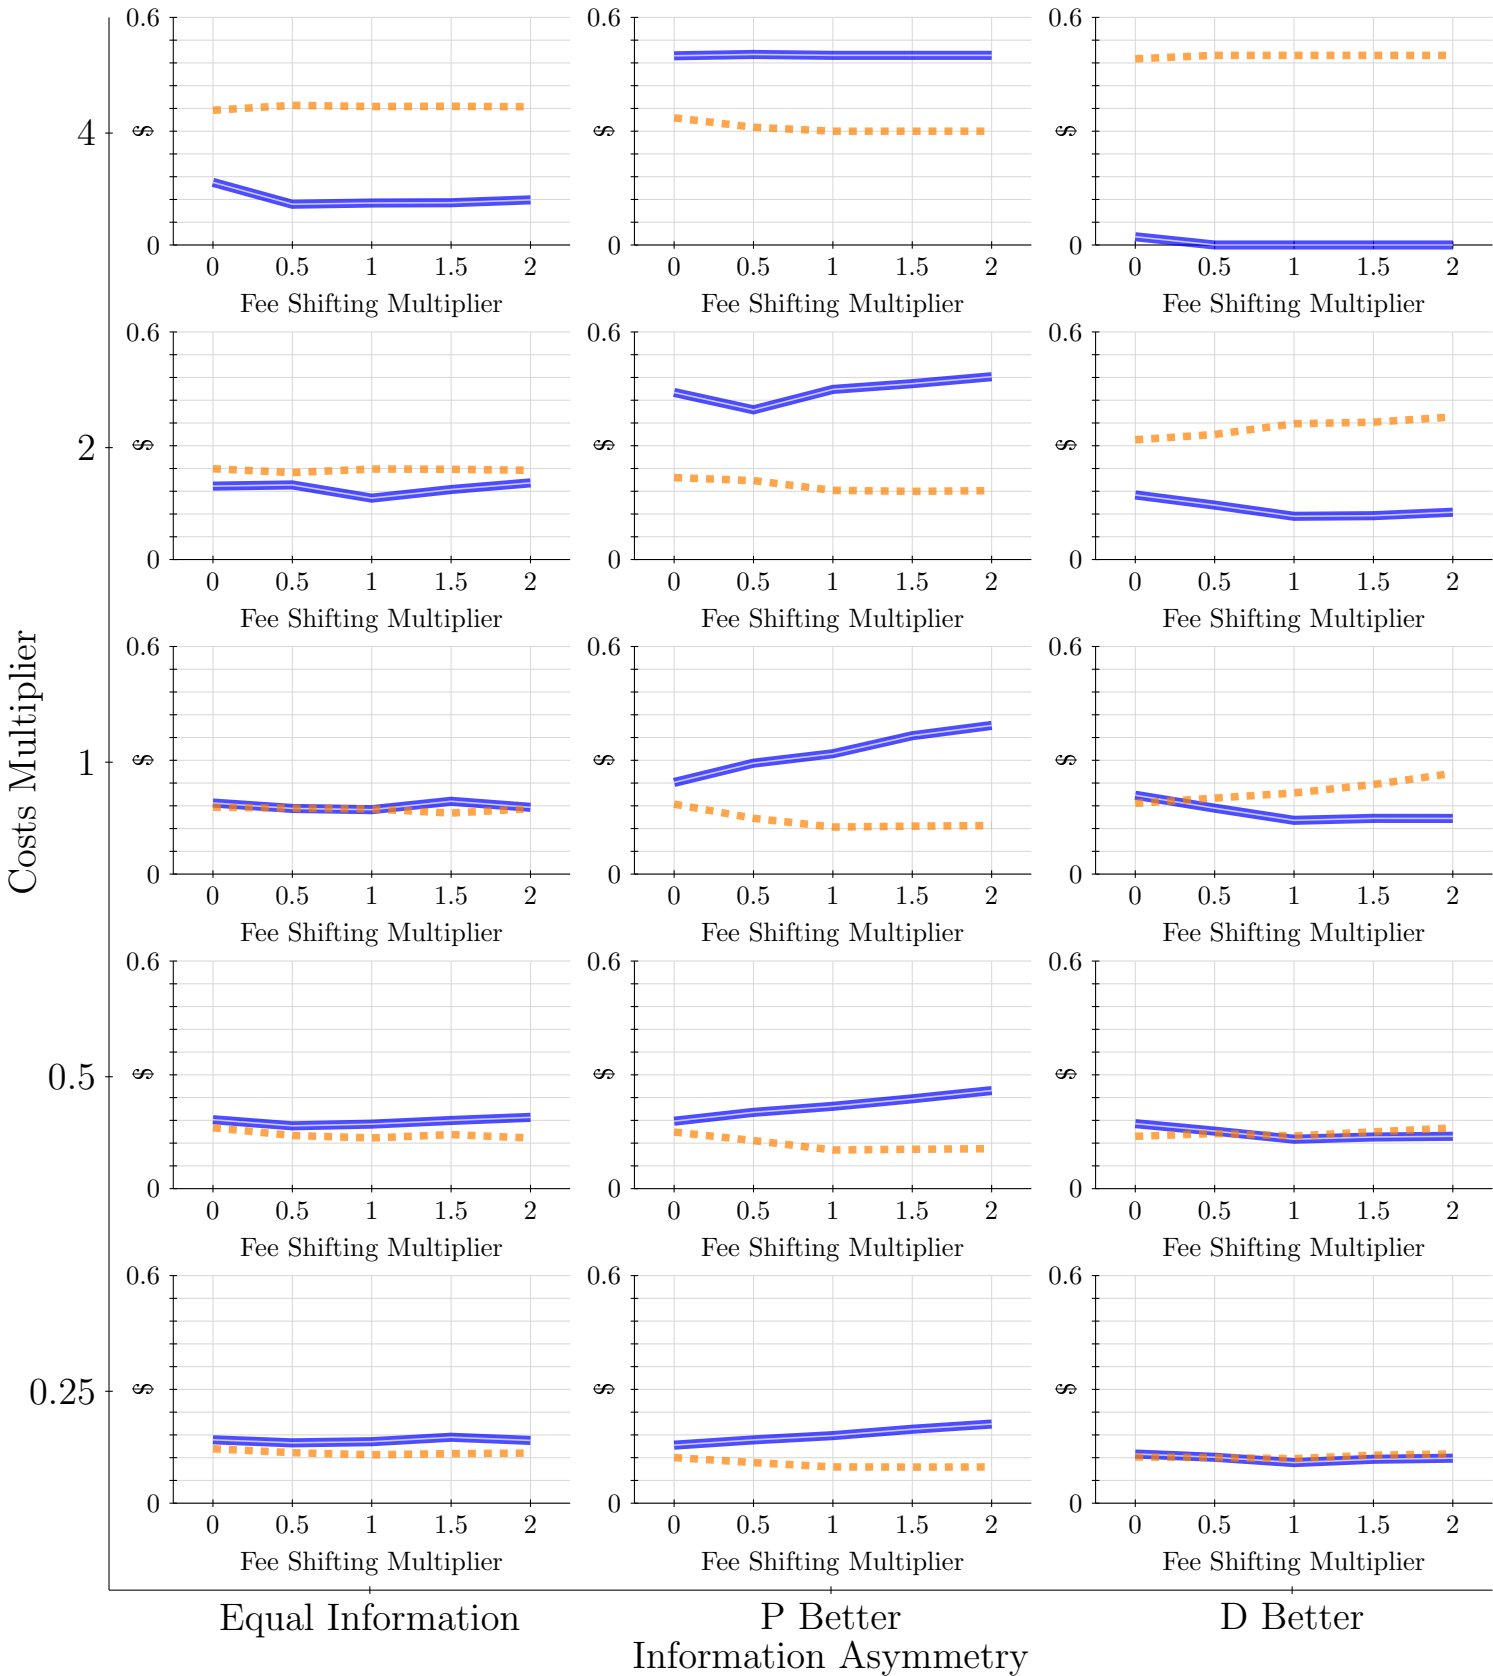 0.6 0.6 0.6
4 $ $ $
0 0 0
0 0.5 1 1.5 2 0 0.5 1 1.5 2 0 0.5 1 1.5 2
Fee Shifting Multiplier Fee Shifting Multiplier Fee Shifting Multiplier
0.6 0.6 0.6
2 $ $ $
0 0 0
0 0.5 1 1.5 2 0 0.5 1 1.5 2 0 0.5 1 1.5 2
Fee Shifting Multiplier Fee Shifting Multiplier Fee Shifting Multiplier
Costs Multiplier
0.6 0.6 0.6
1 $ $ $
0 0 0
0 0.5 1 1.5 2 0 0.5 1 1.5 2 0 0.5 1 1.5 2
Fee Shifting Multiplier Fee Shifting Multiplier Fee Shifting Multiplier
0.6 0.6 0.6
0.5 $ $ $
0 0 0
0 0.5 1 1.5 2 0 0.5 1 1.5 2 0 0.5 1 1.5 2
Fee Shifting Multiplier Fee Shifting Multiplier Fee Shifting Multiplier
0.6 0.6 0.6
0.25 $ $ $
0 0 0
0 0.5 1 1.5 2 0 0.5 1 1.5 2 0 0.5 1 1.5 2
Fee Shifting Multiplier Fee Shifting Multiplier Fee Shifting Multiplier
Equal Information P Better D Better
Information Asymmetry